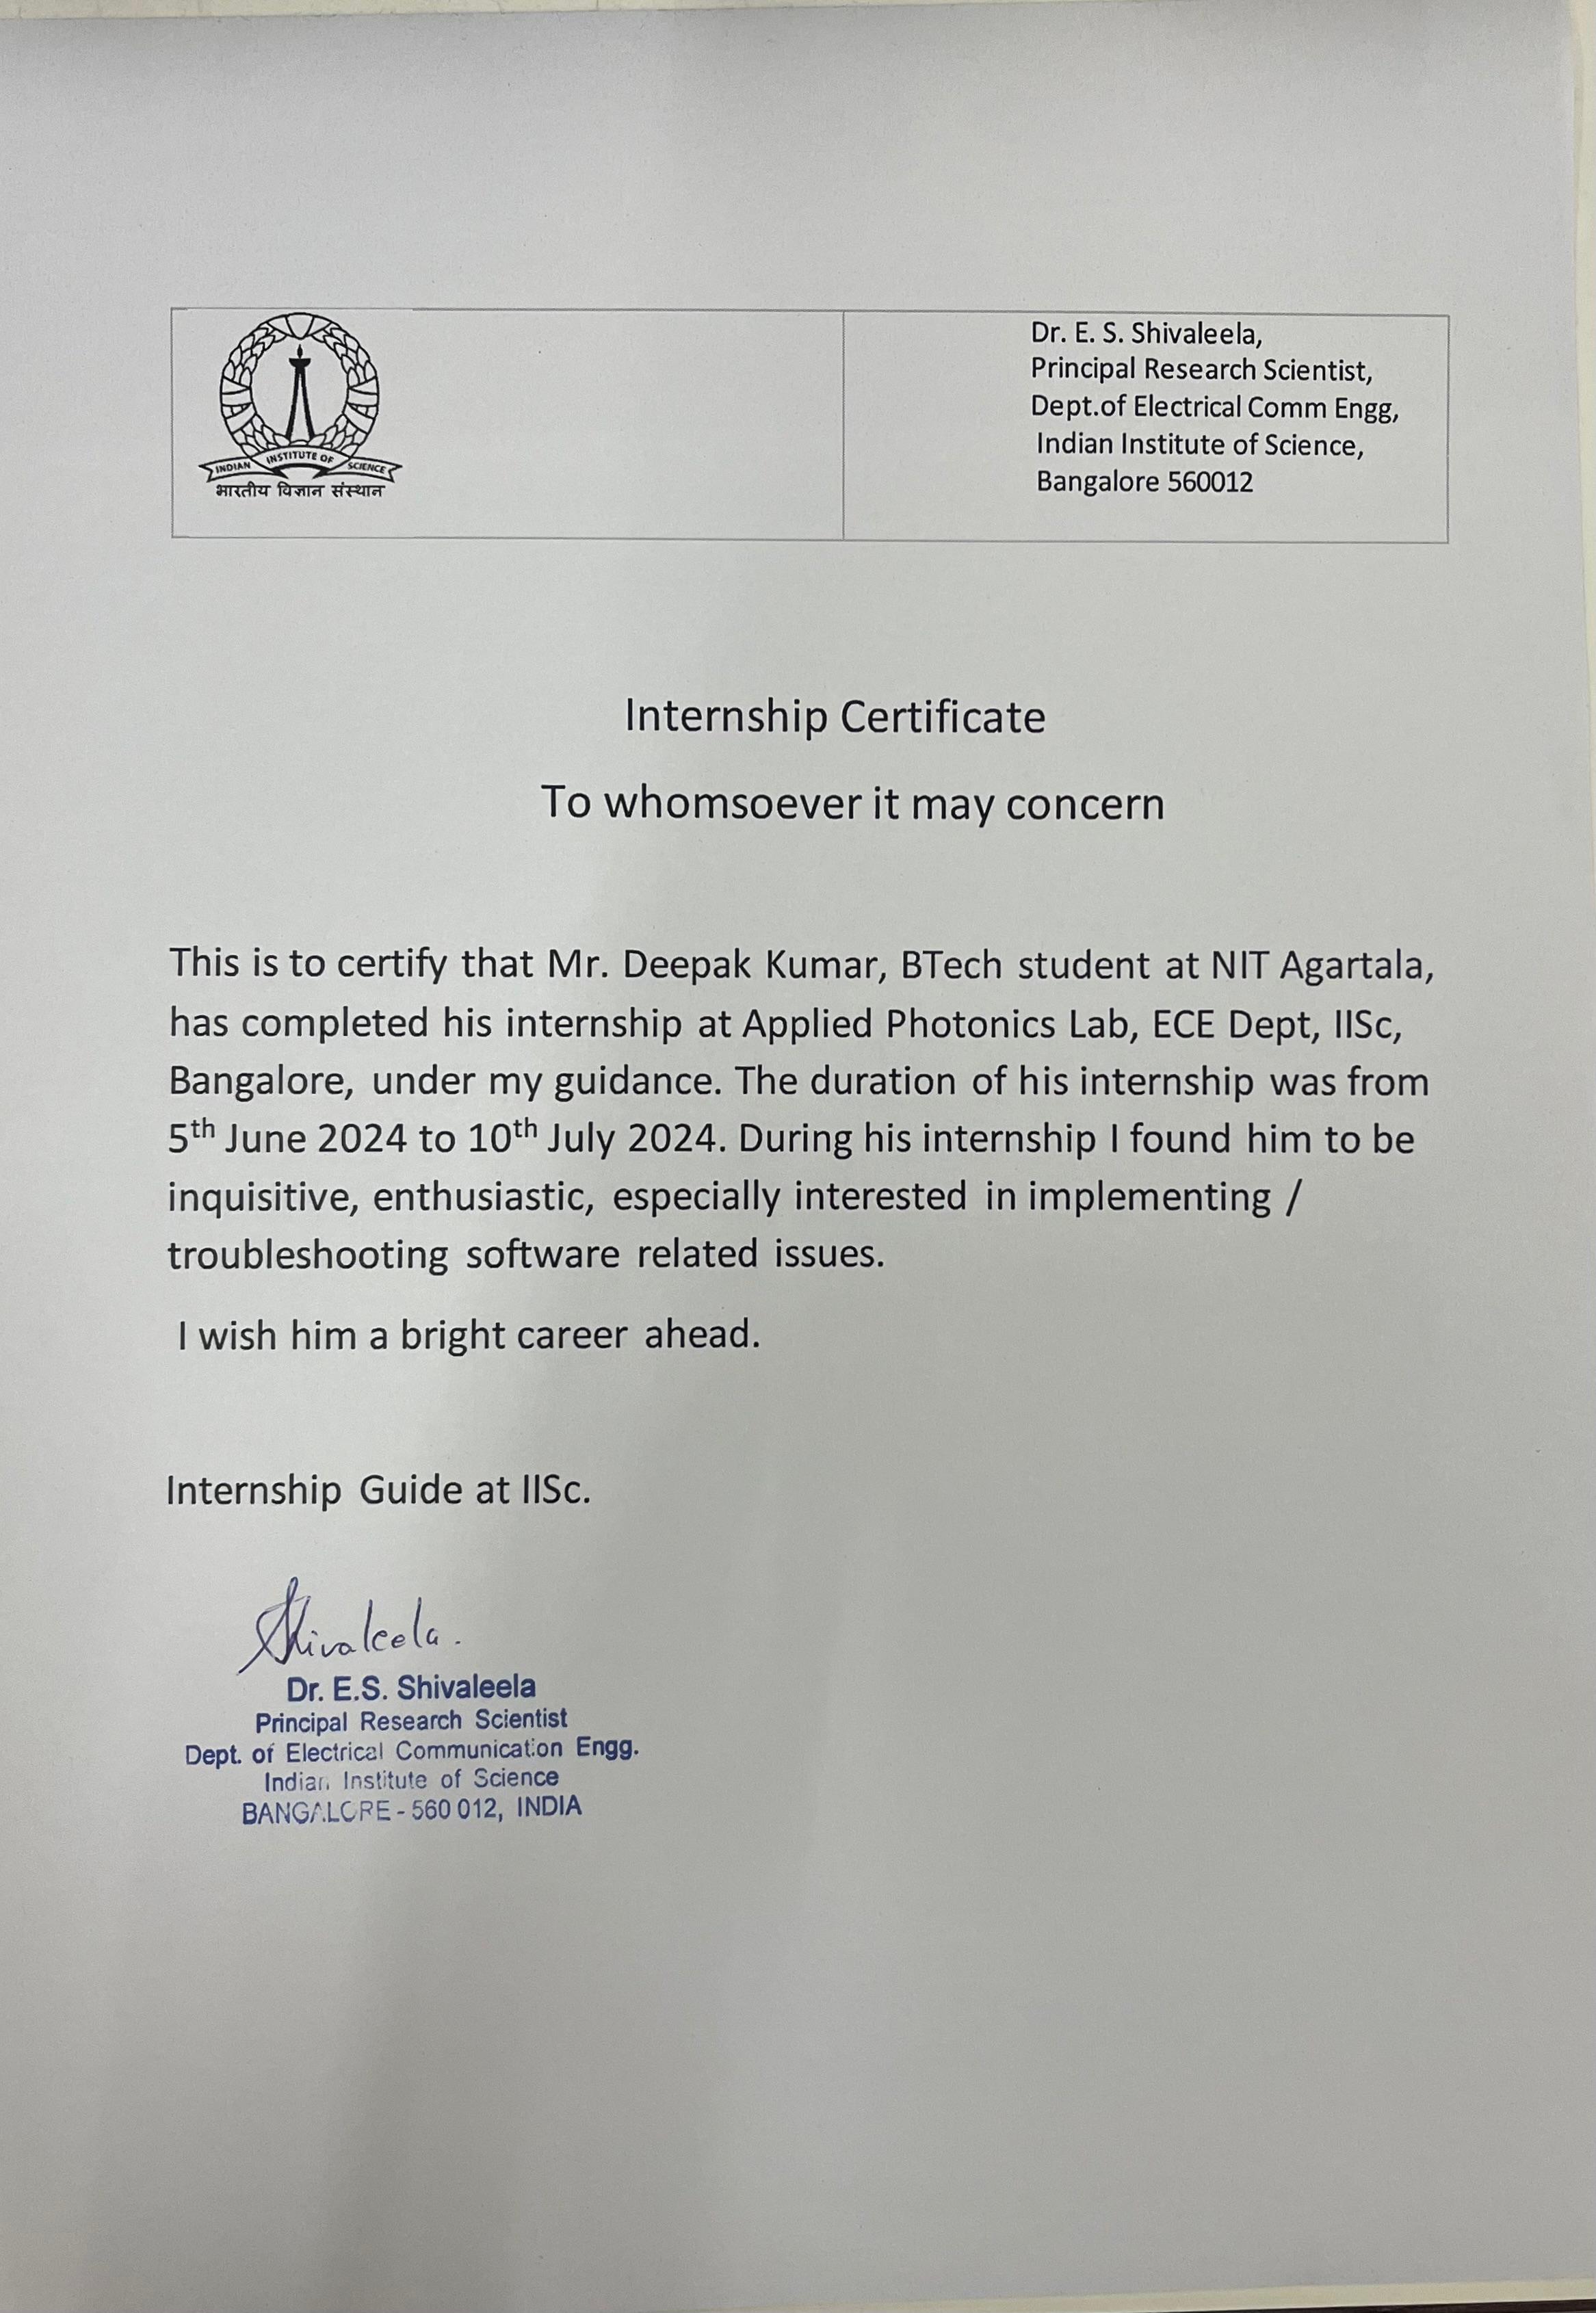 INDIAN INSTITUTE OF SCIENCE
भारतीय विज्ञान संस्थान
Dr. E. S. Shivaleela,
Principal Research Scientist,
Dept.of Electrical Comm Engg,
Indian Institute of Science,
Bangalore 560012
Internship Certificate
To whomsoever it may concern
This is to certify that Mr. Deepak Kumar, BTech student at NIT Agartala,
has completed his internship at Applied Photonics Lab, ECE Dept, IISc,
Bangalore, under my guidance. The duration of his internship was from
5th June 2024 to 10th July 2024. During his internship I found him to be
inquisitive, enthusiastic, especially interested in implementing /
troubleshooting software related issues.
I wish him a bright career ahead.
Internship Guide at IISc.
Shivaleela.
Dr. E.S. Shivaleela
Principal Research Scientist
Dept. of Electrical Communication Engg.
Indian Institute of Science
BANGALORE - 560 012, INDIA